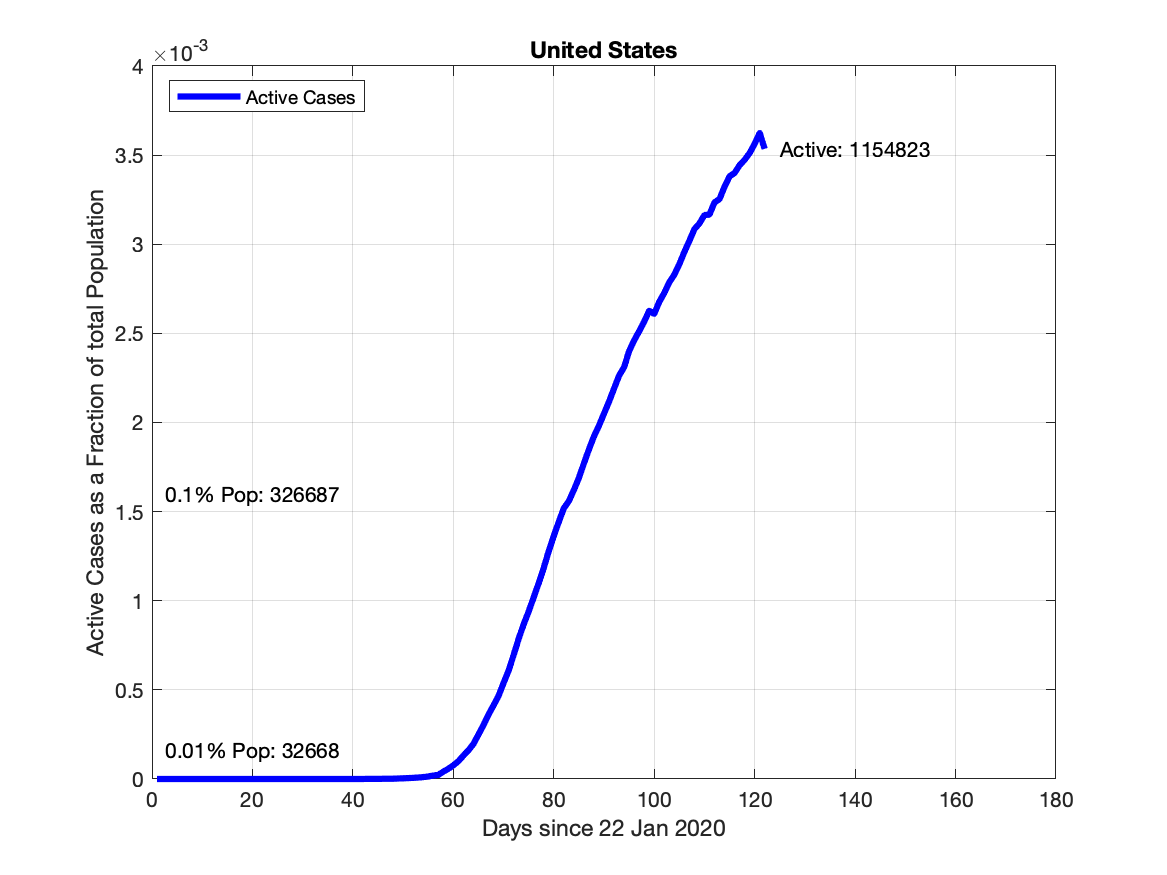 United States
×10-3
4
3.5
3
2.5
2
1.5
1
0.5
0
Active Cases
Active: 1154823
0.1% Pop: 326687
0.01% Pop: 32668
Active Cases as a Fraction of total Population
0 20 40 60 80 100 120 140 160 180
Days since 22 Jan 2020